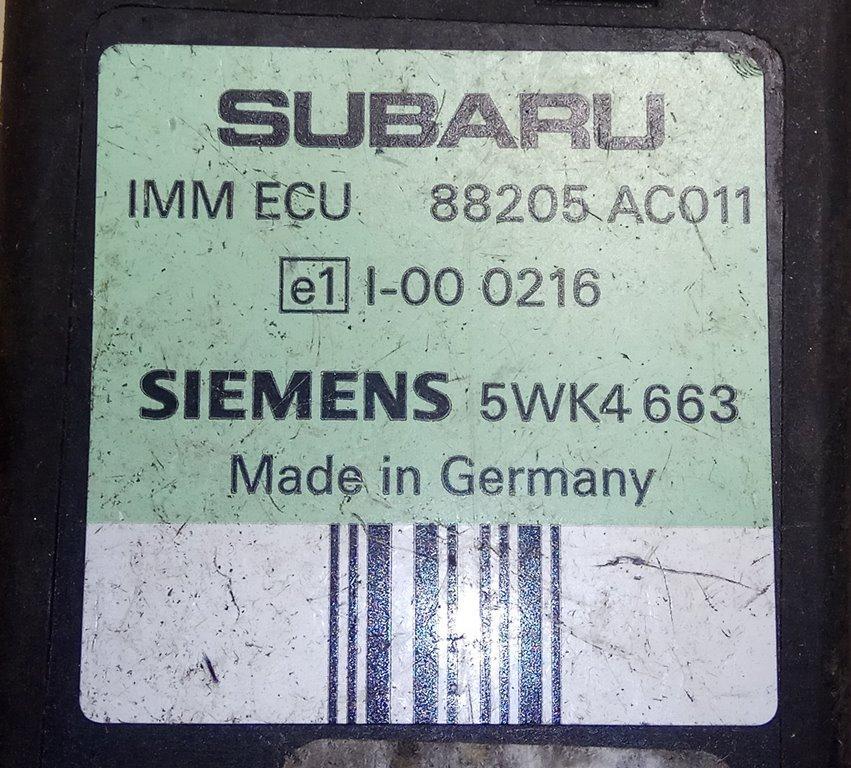 SUBARU
IMM ECU 88205 AC011
e1 I-00 0216
SIEMENS 5WK4 663
Made in Germany